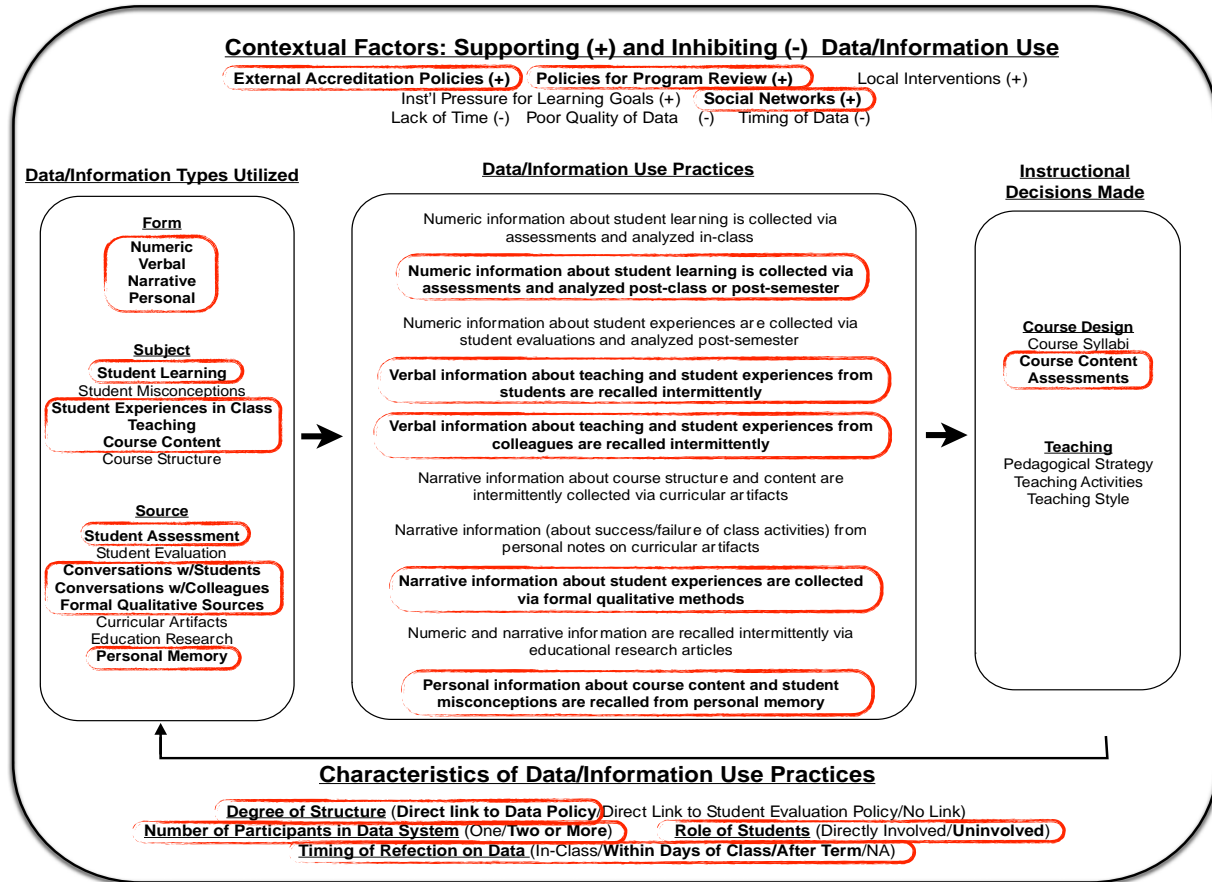 Contextual Factors: Supporting (+) and Inhibiting (-) Data/Information Use
External Accreditation Policies (+) Policies for Program Review (+) Local Interventions (+)
Inst'l Pressure for Learning Goals (+) Social Networks (+)
Lack of Time (-) Poor Quality of Data (-) Timing of Data (-)
Data/Information Types Utilized
Form
Numeric
Verbal
Narrative
Personal
Subject
Student Learning
Student Misconceptions
Student Experiences in Class
Teaching
Course Content
Course Structure
Source
Student Assessment
Student Evaluation
Conversations w/Students
Conversations w/Colleagues
Formal Qualitative Sources
Curricular Artifacts
Education Research
Personal Memory
Data/Information Use Practices
Numeric information about student learning is collected via
assessments and analyzed in-class
Numeric information about student learning is collected via
assessments and analyzed post-class or post-semester
Numeric information about student experiences are collected via
student evaluations and analyzed post-semester
Verbal information about teaching and student experiences from
students are recalled intermittently
Verbal information about teaching and student experiences from
colleagues are recalled intermittently
Narrative information about course structure and content are
intermittently collected via curricular artifacts
Narrative information (about success/failure of class activities) from
personal notes on curricular artifacts
Narrative information about student experiences are collected
via formal qualitative methods
Numeric and narrative information are recalled intermittently via
educational research articles
Personal information about course content and student
misconceptions are recalled from personal memory
Instructional
Decisions Made
Course Design
Course Syllabi
Course Content
Assessments
Teaching
Pedagogical Strategy
Teaching Activities
Teaching Style
Characteristics of Data/Information Use Practices
Degree of Structure (Direct link to Data Policy/Direct Link to Student Evaluation Policy/No Link)
Number of Participants in Data System (One/Two or More) Role of Students (Directly Involved/Uninvolved)
Timing of Refection on Data (In-Class/Within Days of Class/After Term/NA)